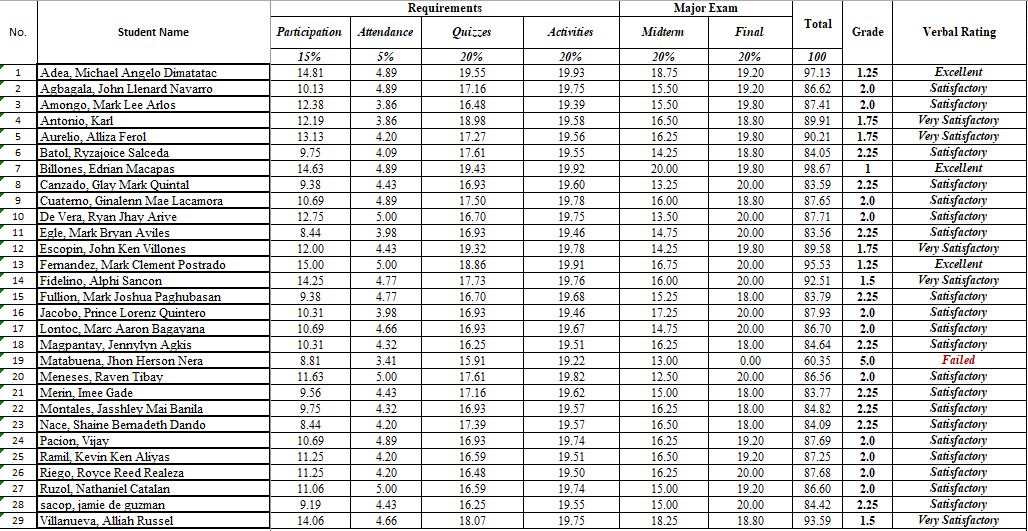 Requirements Major Exam
No. Student Name Participation Attendance Quizzes Activities Midterm Final Total Grade Verbal Rating
15% 5% 20% 20% 20% 20% 100
1 Adea, Michael Angelo Dimatatac 14.81 4.89 19.55 19.93 18.75 19.20 97.13 1.25 Excellent
2 Agbagala, John Llenard Navarro 10.13 4.89 17.16 19.75 15.50 19.20 86.62 2.0 Satisfactory
3 Amongo, Mark Lee Arlos 12.38 3.86 16.48 19.39 15.50 19.80 87.41 2.0 Satisfactory
4 Antonio, Karl 12.19 3.86 18.98 19.58 16.50 18.80 89.91 1.75 Very Satisfactory
5 Aurelio, Alliza Ferol 13.13 4.20 17.27 19.56 16.25 19.80 90.21 1.75 Very Satisfactory
6 Batol, Ryzajoice Salceda 9.75 4.09 17.61 19.55 14.25 18.80 84.05 2.25 Satisfactory
7 Billones, Edrian Macapas 14.63 4.89 19.43 19.92 20.00 19.80 98.67 1 Excellent
8 Canzado, Glay Mark Quintal 9.38 4.43 16.93 19.60 13.25 20.00 83.59 2.25 Satisfactory
9 Cuaterno, Ginalenn Mae Lacamora 10.69 4.89 17.50 19.78 16.00 18.80 87.65 2.0 Satisfactory
10 De Vera, Ryan Jhay Arive 12.75 5.00 16.70 19.75 13.50 20.00 87.71 2.0 Satisfactory
11 Egle, Mark Bryan Aviles 8.44 3.98 16.93 19.46 14.75 20.00 83.56 2.25 Satisfactory
12 Escopin, John Ken Villones 12.00 4.43 19.32 19.78 14.25 19.80 89.58 1.75 Very Satisfactory
13 Fernandez, Mark Clement Postrado 15.00 5.00 18.86 19.91 16.75 20.00 95.53 1.25 Excellent
14 Fidelino, Alphi Sancon 14.25 4.77 17.73 19.76 16.00 20.00 92.51 1.5 Very Satisfactory
15 Fullion, Mark Joshua Paghubasan 9.38 4.77 16.70 19.68 15.25 18.00 83.79 2.25 Satisfactory
16 Jacobo, Prince Lorenz Quintero 10.31 3.98 16.93 19.46 17.25 20.00 87.93 2.0 Satisfactory
17 Lontoc, Marc Aaron Bagayana 10.69 4.66 16.93 19.67 14.75 20.00 86.70 2.0 Satisfactory
18 Magpantay, Jennylyn Agkis 10.31 4.32 16.25 19.51 16.25 18.00 84.64 2.25 Satisfactory
19 Matabuena, Jhon Herson Nera 8.81 3.41 15.91 19.22 13.00 0.00 60.35 5.0 Failed
20 Meneses, Raven Tibay 11.63 5.00 17.61 19.82 12.50 20.00 86.56 2.0 Satisfactory
21 Merin, Imee Gade 9.56 4.43 17.16 19.62 15.00 18.00 83.77 2.25 Satisfactory
22 Montales, Jasshley Mai Banila 9.75 4.32 16.93 19.57 16.25 18.00 84.82 2.25 Satisfactory
23 Nace, Shaine Bernadeth Dando 8.44 4.20 17.39 19.57 16.50 18.00 84.09 2.25 Satisfactory
24 Pacion, Vijay 10.69 4.89 16.93 19.74 16.25 19.20 87.69 2.0 Satisfactory
25 Ramil, Kevin Ken Aliyas 11.25 4.20 16.59 19.51 16.50 19.20 87.25 2.0 Satisfactory
26 Riego, Royce Reed Realeza 11.25 4.20 16.48 19.50 16.25 20.00 87.68 2.0 Satisfactory
27 Ruzol, Nathaniel Catalan 11.06 5.00 16.59 19.74 15.00 19.20 86.60 2.0 Satisfactory
28 sacop, jamie de guzman 9.19 4.43 16.25 19.55 15.00 20.00 84.42 2.25 Satisfactory
29 Villanueva, Alliah Russel 14.06 4.66 18.07 19.75 18.25 18.80 93.59 1.5 Very Satisfactory